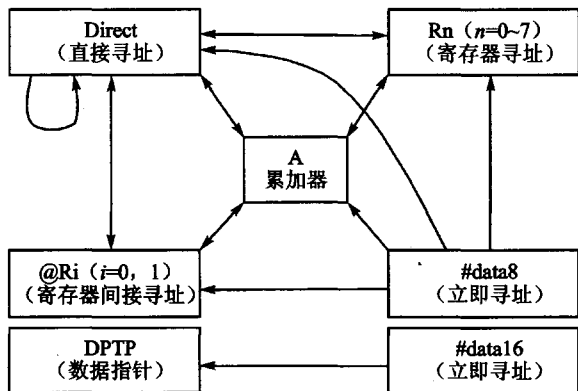 Direct
（直接寻址）
Rn（n=0~7）
（寄存器寻址）
A
累加器
@Ri（i=0，1）
（寄存器间接寻址）
#data8
（立即寻址）
DPTP
（数据指针）
#data16
（立即寻址）